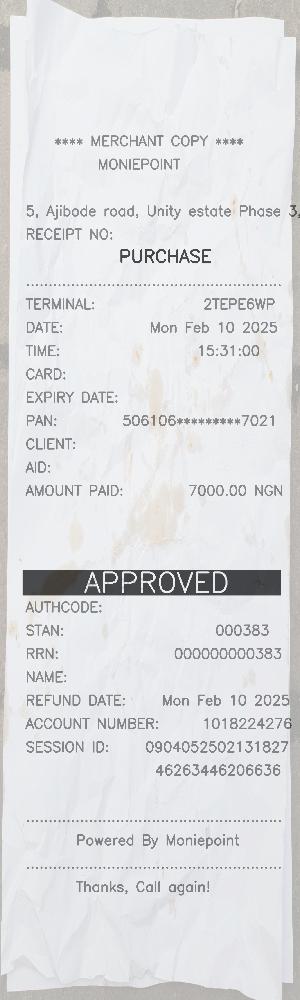 **** MERCHANT COPY ****
MONIEPOINT
5, Ajibode road, Unity estate Phase 3,
RECEIPT NO:
PURCHASE
TERMINAL: 2TEPE6WP
DATE: Mon Feb 10 2025
TIME: 15:31:00
CARD:
EXPIRY DATE:
PAN: 506106*********7021
CLIENT:
AID:
AMOUNT PAID: 7000.00 NGN
APPROVED
AUTHCODE:
STAN: 000383
RRN: 000000000383
NAME:
REFUND DATE: Mon Feb 10 2025
ACCOUNT NUMBER: 1018224276
SESSION ID: 0904052502131827
46263446206636
Powered By Moniepoint
Thanks, Call again!